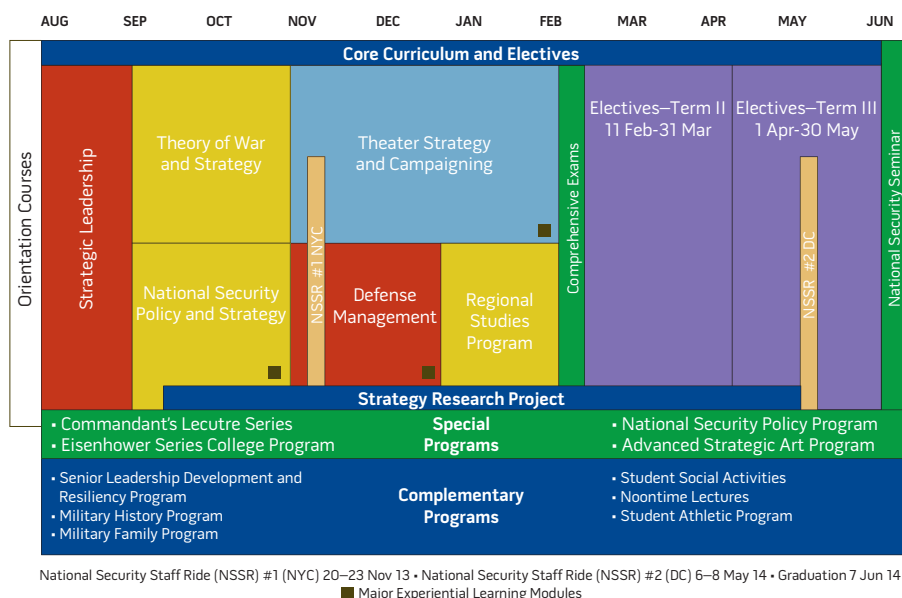 AUG SEP OCT NOV DEC JAN FEB MAR APR MAY JUN
Core Curriculum and Electives
Orientation Courses
Strategic Leadership
Theory of War
and Strategy
Theater Strategy
and Campaigning
Comprehensive Exams
Electives—Term II
11 Feb-31 Mar
Electives—Term III
1 Apr-30 May
National Security Seminar
National Security
Policy and Strategy
NSSR #1 NYC
Defense
Management
Regional
Studies
Program
NSSR #2 DC
Strategy Research Project
▪ Commandant's Lecutre Series
▪ Eisenhower Series College Program
Special
Programs
▪ National Security Policy Program
▪ Advanced Strategic Art Program
▪ Senior Leadership Development and
Resiliency Program
▪ Military History Program
▪ Military Family Program
Complementary
Programs
▪ Student Social Activities
▪ Noontime Lectures
▪ Student Athletic Program
National Security Staff Ride (NSSR) #1 (NYC) 20–23 Nov 13 • National Security Staff Ride (NSSR) #2 (DC) 6–8 May 14 • Graduation 7 Jun 14
Major Experiential Learning Modules